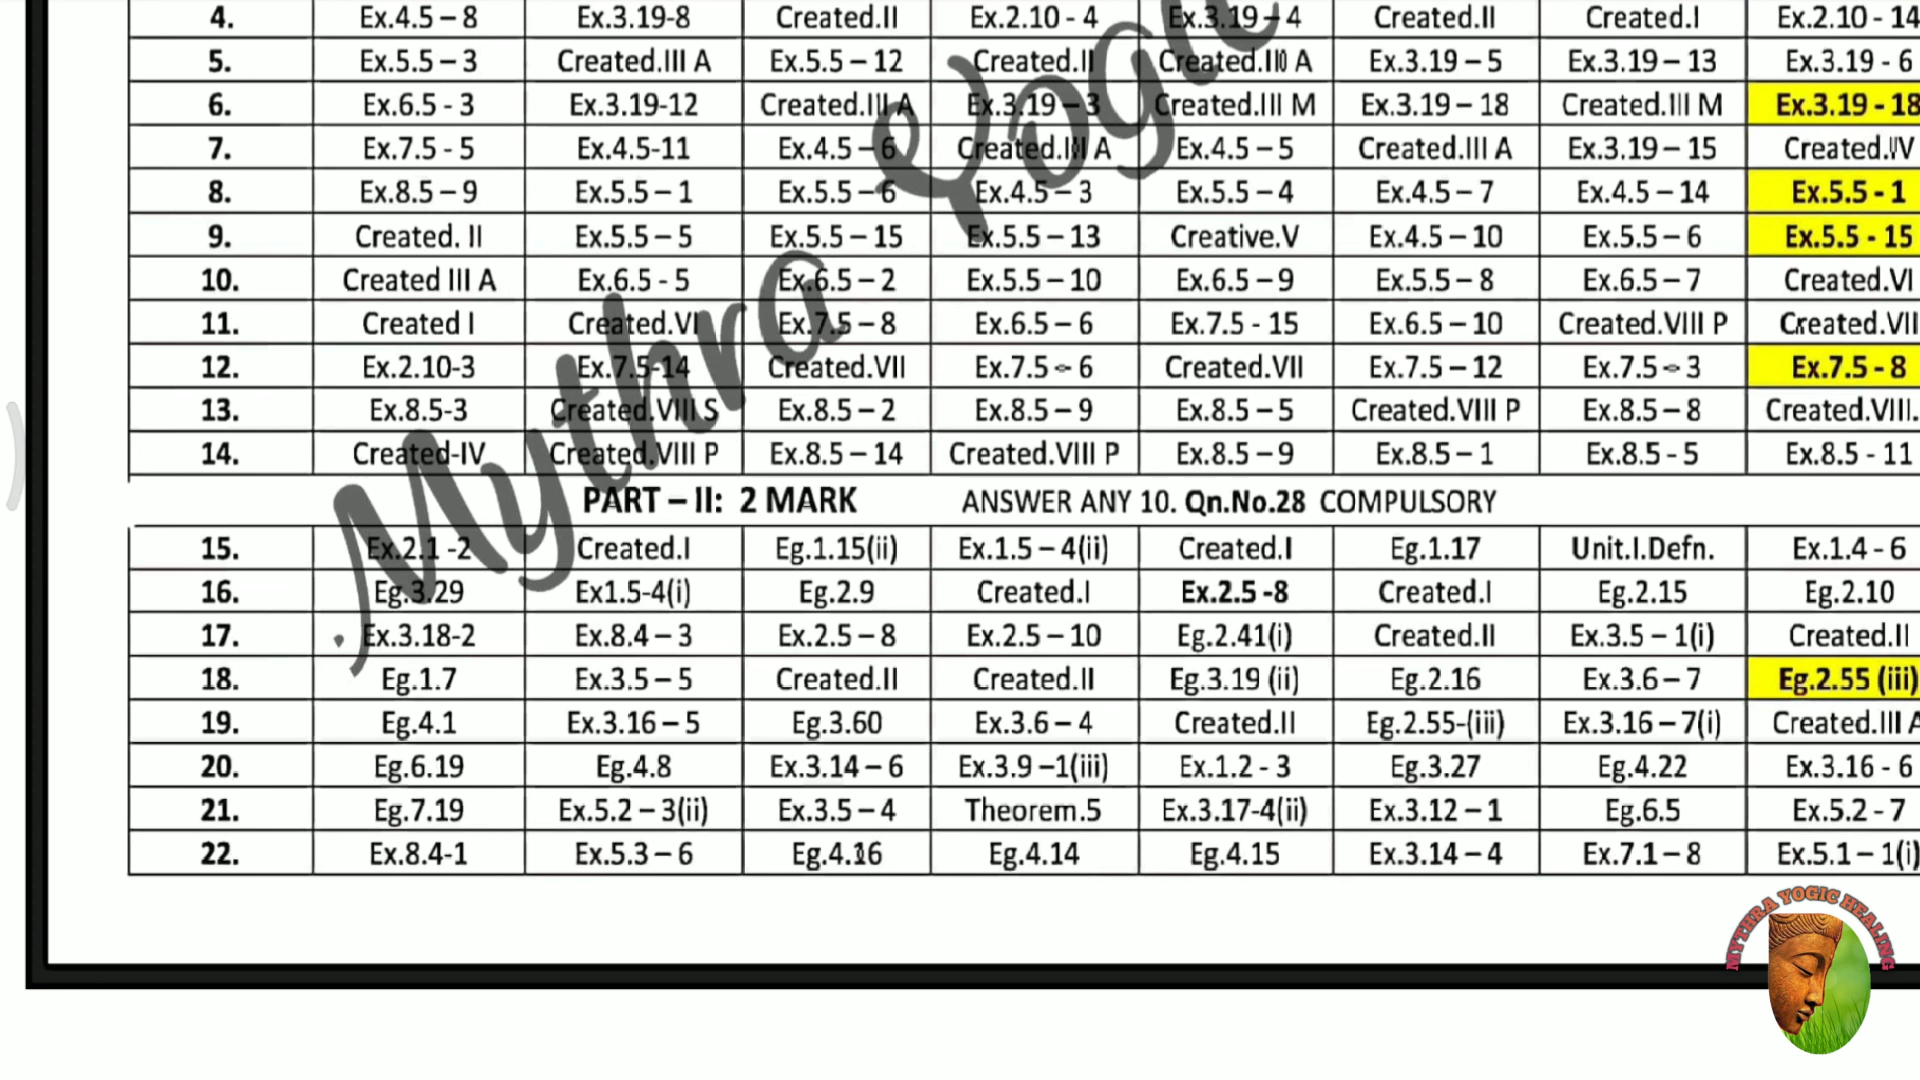 4. Ex.4.5 – 8 Ex.3.19-8 Created.II Ex.2.10 - 4 Ex.3.19 – 4 Created.II Created.I Ex.2.10 - 14
5. Ex.5.5 – 3 Created.III A Ex.5.5 – 12 Created.II Created.III A Ex.3.19 – 5 Ex.3.19 – 13 Ex.3.19 - 6
6. Ex.6.5 - 3 Ex.3.19-12 Created.III A Ex.3.19 – 3 Created.III M Ex.3.19 – 18 Created.III M Ex.3.19 - 18
7. Ex.7.5 - 5 Ex.4.5-11 Ex.4.5 – 6 Created.III A Ex.4.5 – 5 Created.III A Ex.3.19 – 15 Created.IV
8. Ex.8.5 – 9 Ex.5.5 – 1 Ex.5.5 – 6 Ex.4.5 – 3 Ex.5.5 – 4 Ex.4.5 – 7 Ex.4.5 – 14 Ex.5.5 - 1
9. Created. II Ex.5.5 – 5 Ex.5.5 – 15 Ex.5.5 – 13 Creative.V Ex.4.5 – 10 Ex.5.5 – 6 Ex.5.5 - 15
10. Created III A Ex.6.5 - 5 Ex.6.5 – 2 Ex.5.5 – 10 Ex.6.5 – 9 Ex.5.5 – 8 Ex.6.5 – 7 Created.VI
11. Created I Created.VI Ex.7.5 – 8 Ex.6.5 – 6 Ex.7.5 - 15 Ex.6.5 – 10 Created.VIII P Created.VII
12. Ex.2.10-3 Ex.7.5-14 Created.VII Ex.7.5 – 6 Created.VII Ex.7.5 – 12 Ex.7.5 – 3 Ex.7.5 - 8
13. Ex.8.5-3 Created.VIII S Ex.8.5 – 2 Ex.8.5 – 9 Ex.8.5 – 5 Created.VIII P Ex.8.5 – 8 Created.VIII.
14. Created-IV Created.VIII P Ex.8.5 – 14 Created.VIII P Ex.8.5 – 9 Ex.8.5 – 1 Ex.8.5 - 5 Ex.8.5 - 11
PART – II: 2 MARK ANSWER ANY 10. Qn.No.28 COMPULSORY
15. Ex.2.1 -2 Created.I Eg.1.15(ii) Ex.1.5 – 4(ii) Created.I Eg.1.17 Unit.I.Defn. Ex.1.4 - 6
16. Eg.3.29 Ex1.5-4(i) Eg.2.9 Created.I Ex.2.5 -8 Created.I Eg.2.15 Eg.2.10
17. Ex.3.18-2 Ex.8.4 – 3 Ex.2.5 – 8 Ex.2.5 – 10 Eg.2.41(i) Created.II Ex.3.5 – 1(i) Created.II
18. Eg.1.7 Ex.3.5 – 5 Created.II Created.II Eg.3.19 (ii) Eg.2.16 Ex.3.6 – 7 Eg.2.55 (iii)
19. Eg.4.1 Ex.3.16 – 5 Eg.3.60 Ex.3.6 – 4 Created.II Eg.2.55-(iii) Ex.3.16 – 7(i) Created.III A
20. Eg.6.19 Eg.4.8 Ex.3.14 – 6 Ex.3.9 –1(iii) Ex.1.2 - 3 Eg.3.27 Eg.4.22 Ex.3.16 - 6
21. Eg.7.19 Ex.5.2 – 3(ii) Ex.3.5 – 4 Theorem.5 Ex.3.17-4(ii) Ex.3.12 – 1 Eg.6.5 Ex.5.2 - 7
22. Ex.8.4-1 Ex.5.3 – 6 Eg.4.16 Eg.4.14 Eg.4.15 Ex.3.14 – 4 Ex.7.1 – 8 Ex.5.1 – 1(i)
Mythra
MYTHRA YOGIC HEALING